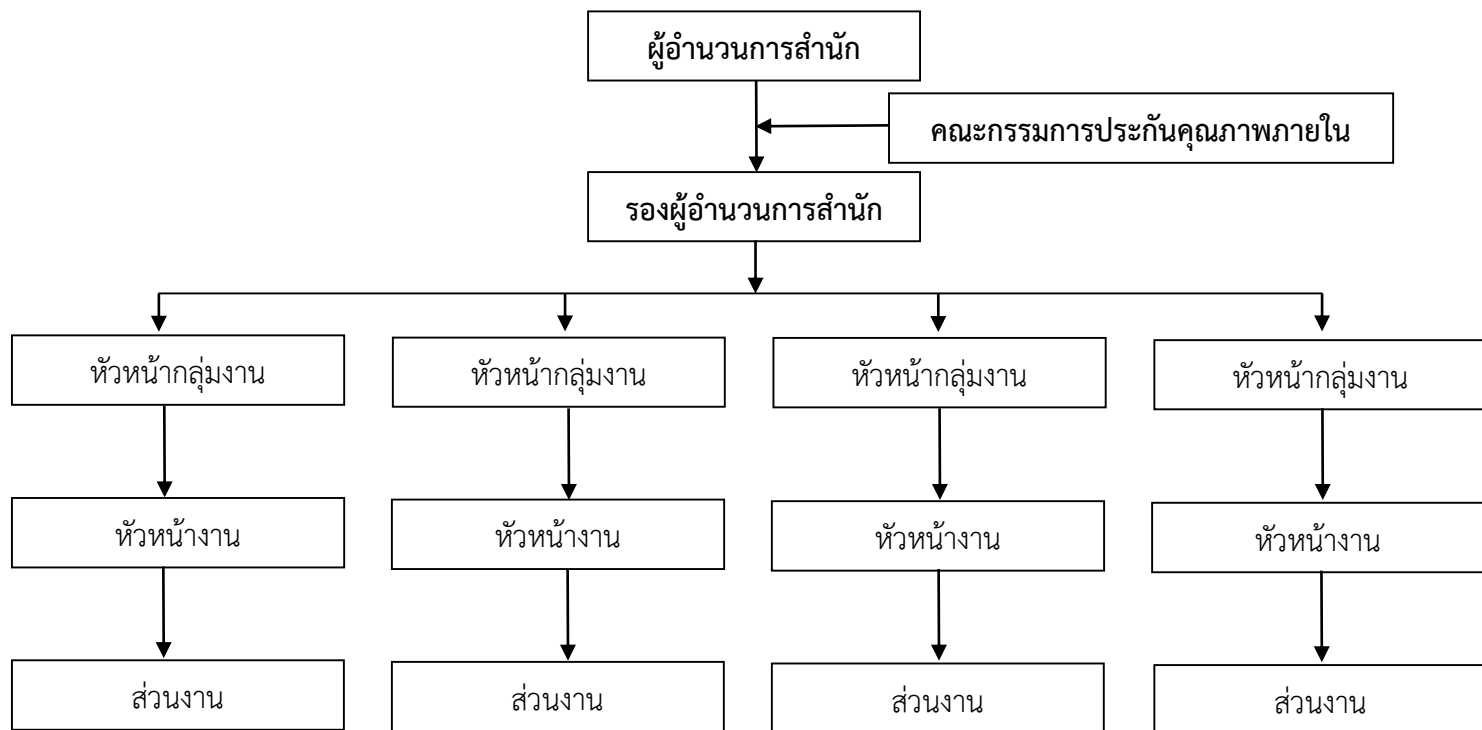 ผู้อำนวนการสำนัก
คณะกรรมการประกันคุณภาพภายใน
รองผู้อำนวนการสำนัก
หัวหน้ากลุ่มงาน
หัวหน้ากลุ่มงาน
หัวหน้ากลุ่มงาน
หัวหน้ากลุ่มงาน
หัวหน้างาน
หัวหน้างาน
หัวหน้างาน
หัวหน้างาน
ส่วนงาน
ส่วนงาน
ส่วนงาน
ส่วนงาน